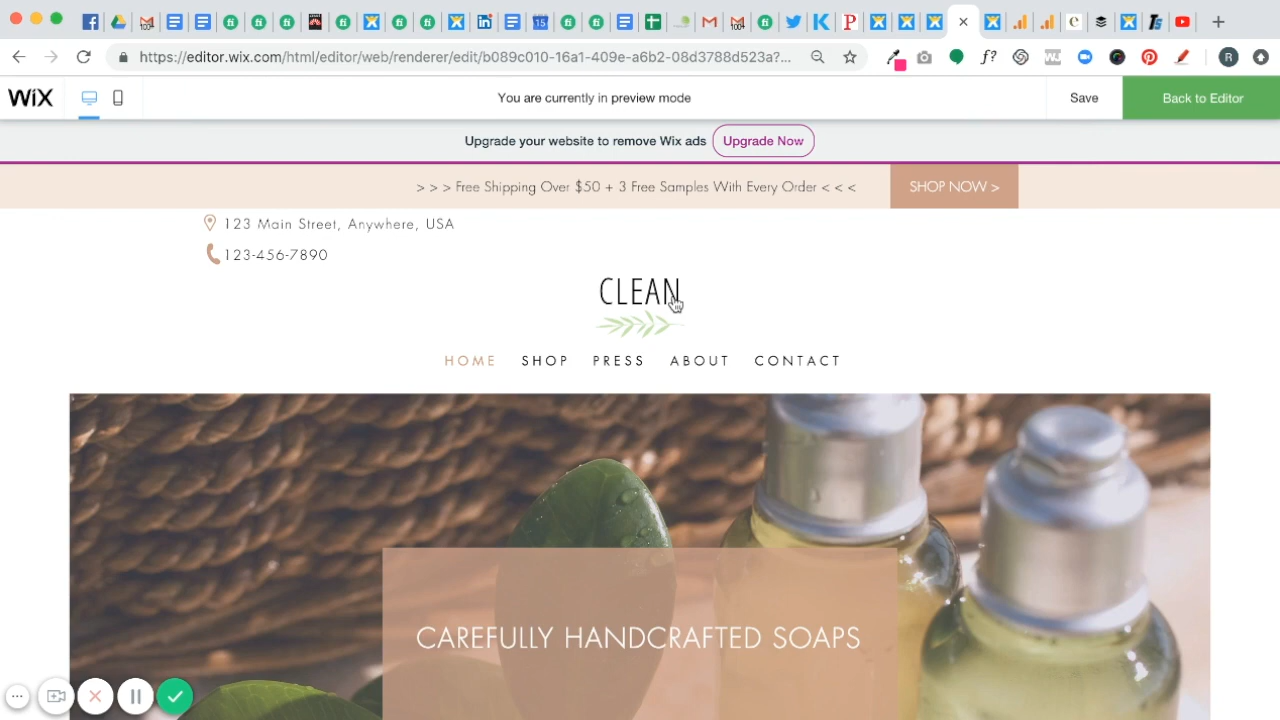 https://editor.wix.com/html/editor/web/renderer/edit/b089c010-16a1-409e-a6b2-08d3788d523a?...
WiX
You are currently in preview mode
Save
Back to Editor
Upgrade your website to remove Wix ads
Upgrade Now
> > > Free Shipping Over $50 + 3 Free Samples With Every Order < < <
SHOP NOW >
123 Main Street, Anywhere, USA
123-456-7890
CLEAN
HOME SHOP PRESS ABOUT CONTACT
CAREFULLY HANDCRAFTED SOAPS